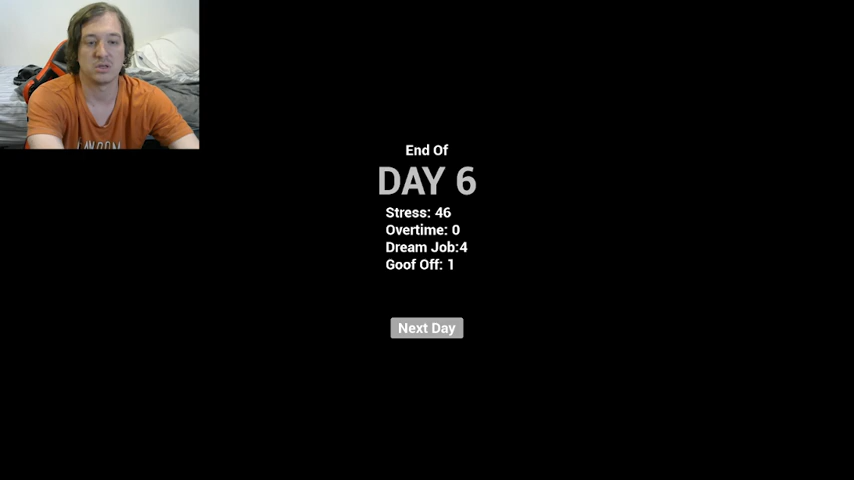 End Of
DAY 6
Stress: 46
Overtime: 0
Dream Job:4
Goof Off: 1
Next Day